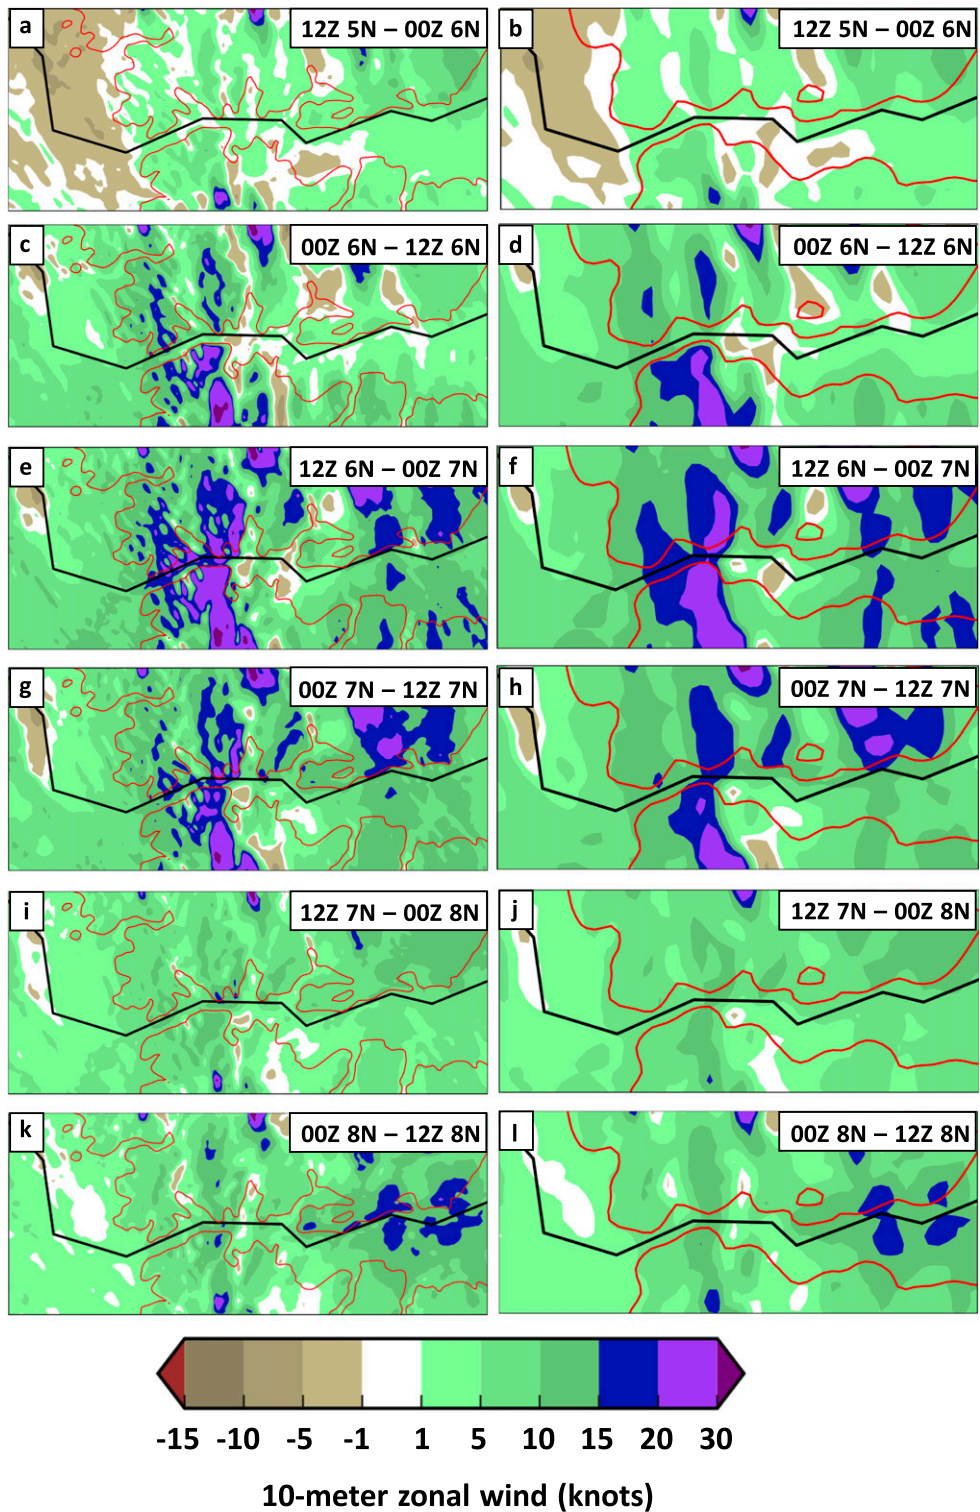 a 12Z 5N – 00Z 6N
b 12Z 5N – 00Z 6N
c 00Z 6N – 12Z 6N
d 00Z 6N – 12Z 6N
e 12Z 6N – 00Z 7N
f 12Z 6N – 00Z 7N
g 00Z 7N – 12Z 7N
h 00Z 7N – 12Z 7N
i 12Z 7N – 00Z 8N
j 12Z 7N – 00Z 8N
k 00Z 8N – 12Z 8N
l 00Z 8N – 12Z 8N
-15 -10 -5 -1 1 5 10 15 20 30
10-meter zonal wind (knots)